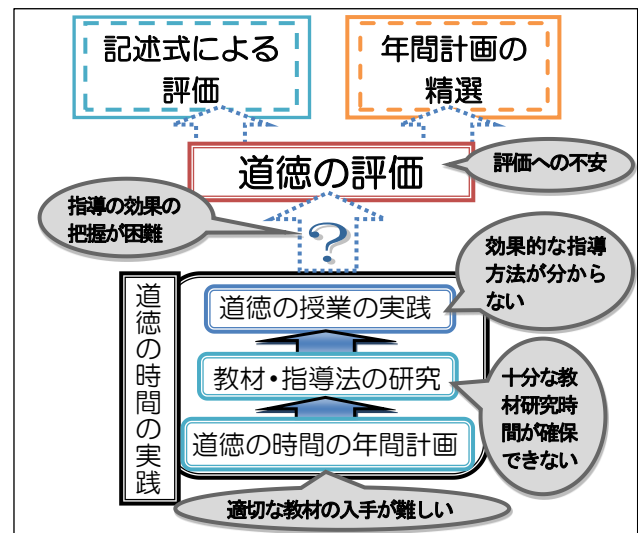 記述式による
評価
年間計画の
精選
道徳の評価
評価への不安
指導の効果の
把握が困難
?
効果的な指導
方法が分から
ない
道徳の時間の実践
道徳の授業の実践
教材・指導法の研究
十分な教
材研究時
間が確保
できない
道徳の時間の年間計画
適切な教材の入手が難しい